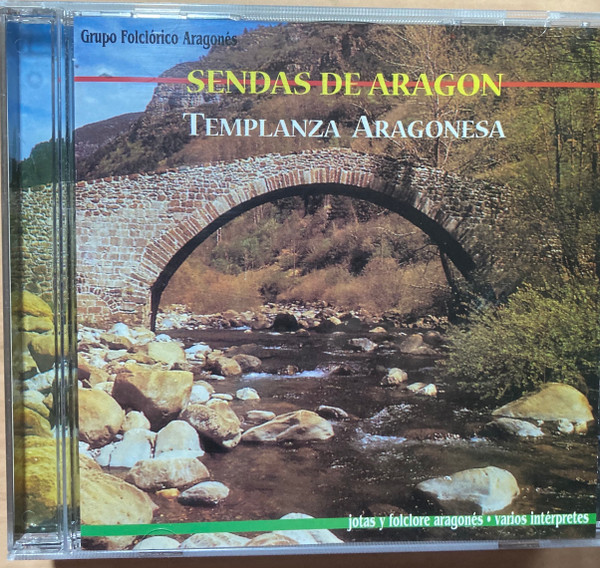 Grupo Folclórico Aragonés
SENDAS DE ARAGON
TEMPLANZA ARAGONESA
jotas y folclore aragonés • varios intérpretes